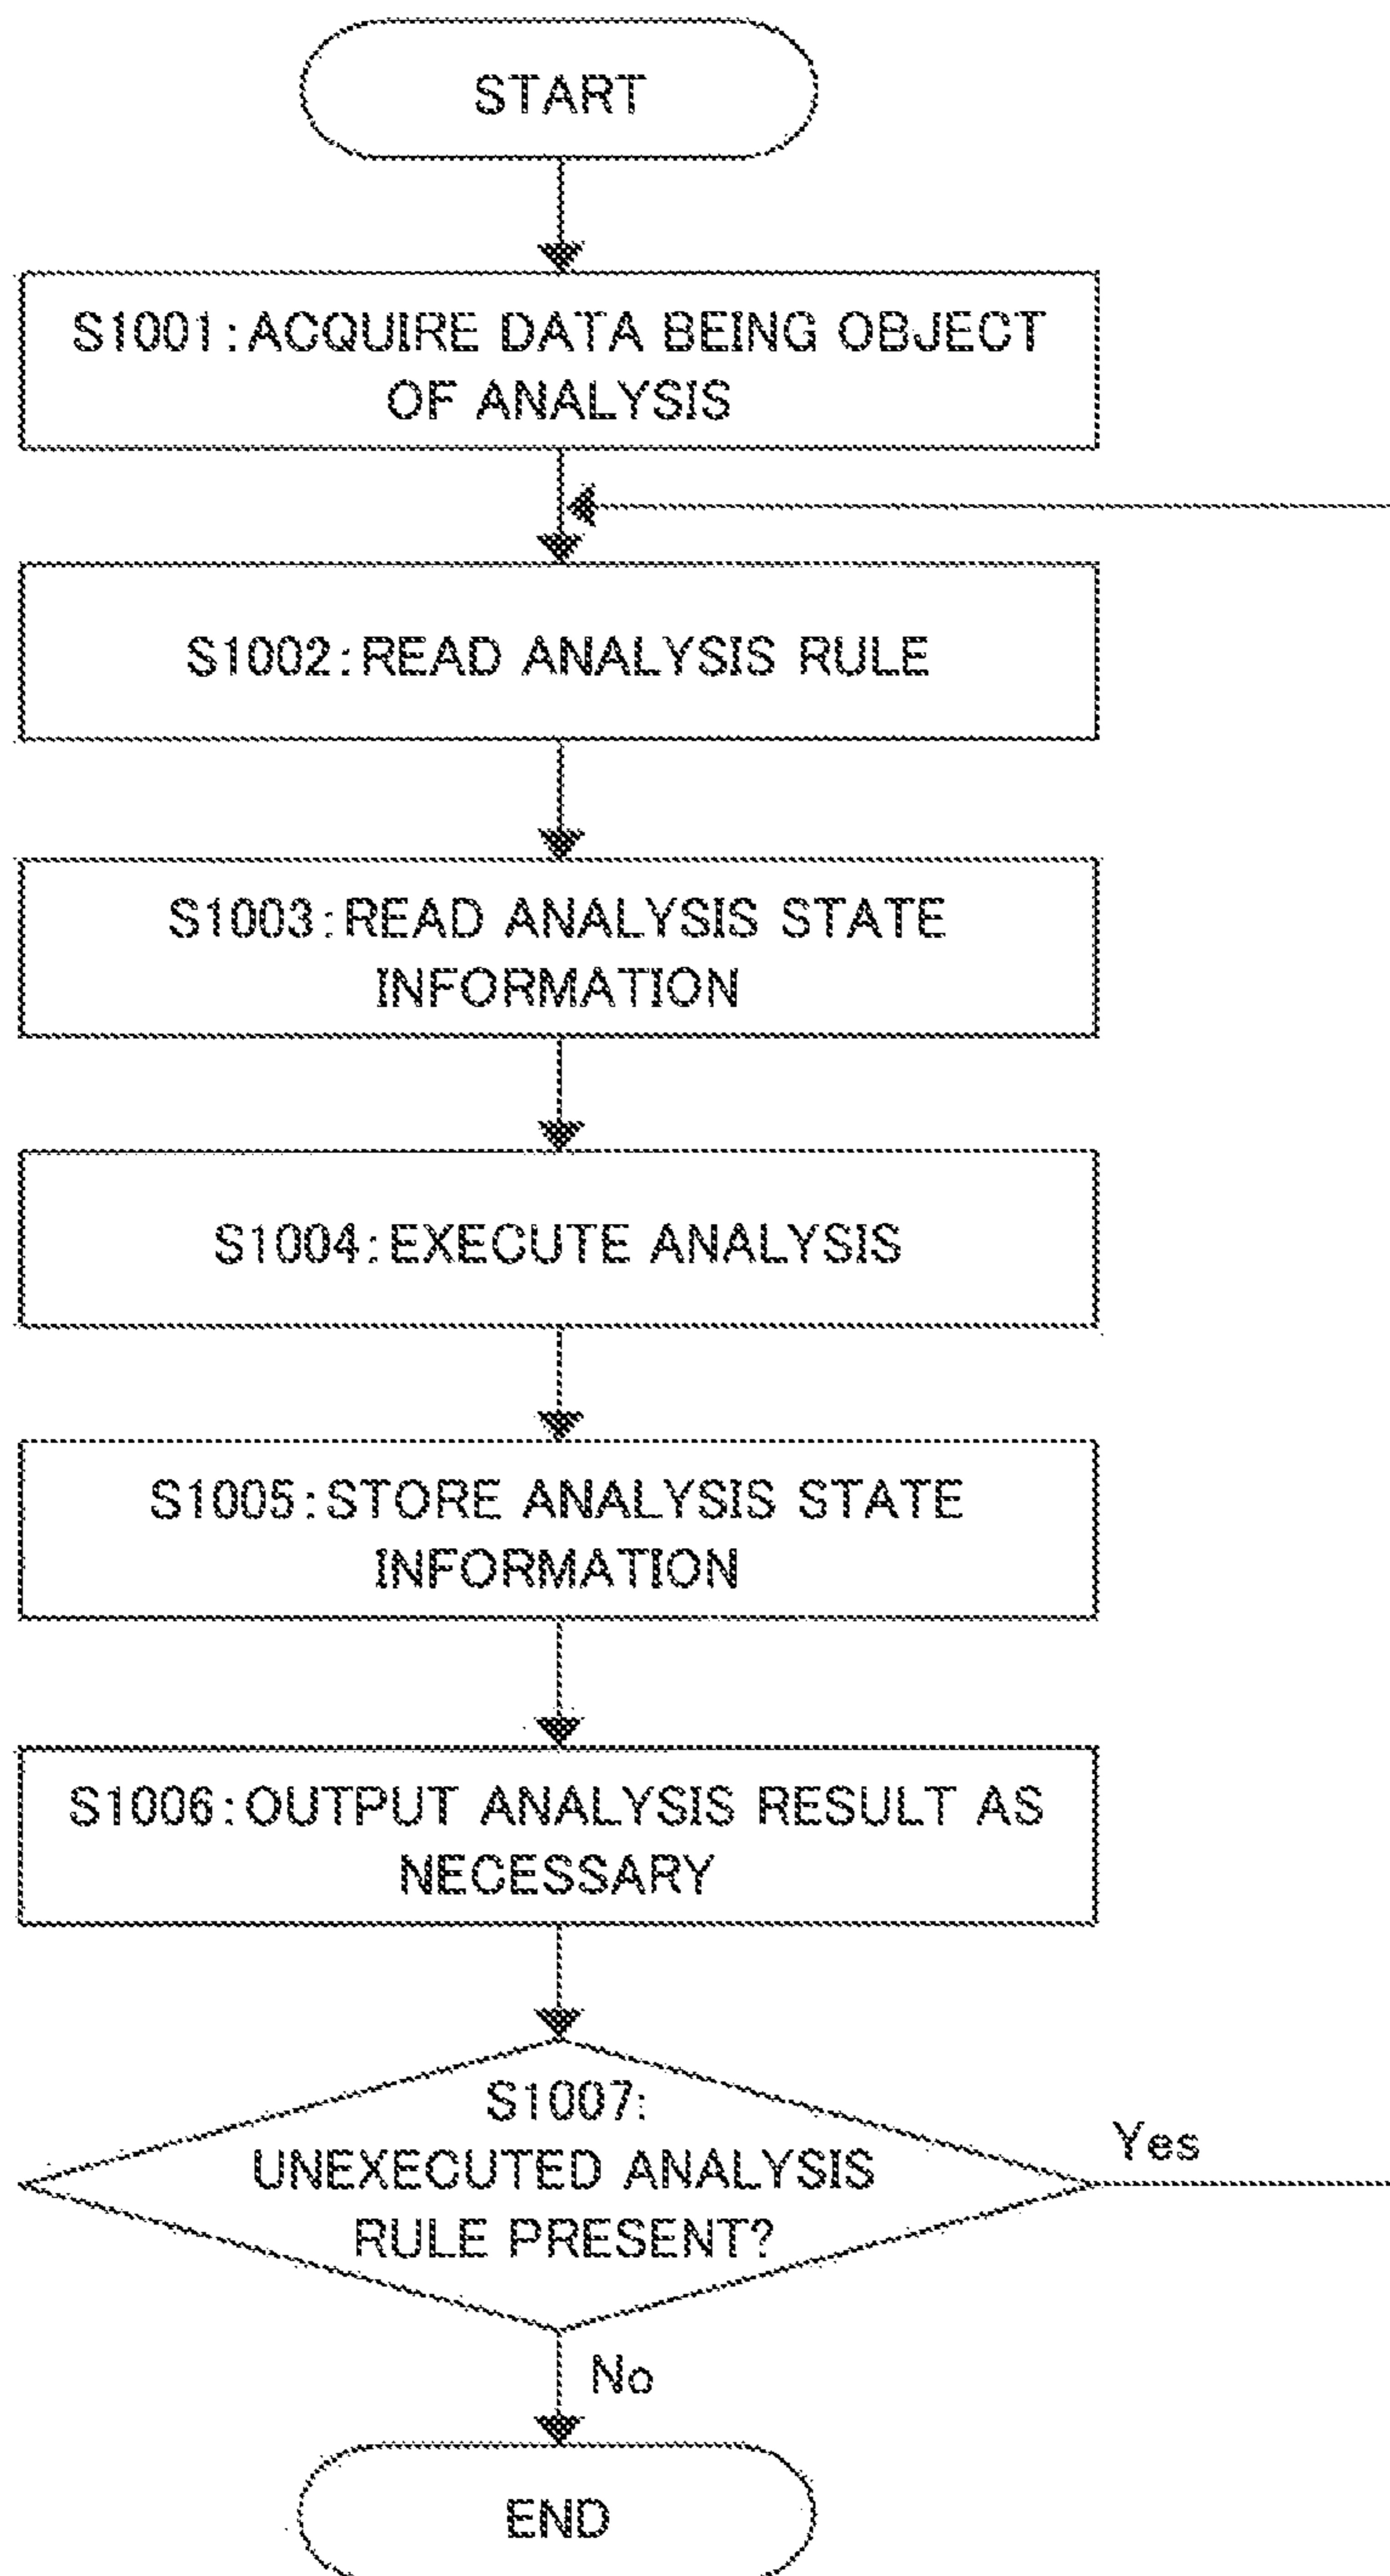 START
S1001:ACQUIRE DATA BEING OBJECT
OF ANALYSIS
S1002:READ ANALYSIS RULE
S1003:READ ANALYSIS STATE
INFORMATION
S1004:EXECUTE ANALYSIS
S1005:STORE ANALYSIS STATE
INFORMATION
S1006:OUTPUT ANALYSIS RESULT AS
NECESSARY
S1007:
UNEXECUTED ANALYSIS
RULE PRESENT?
Yes
No
END